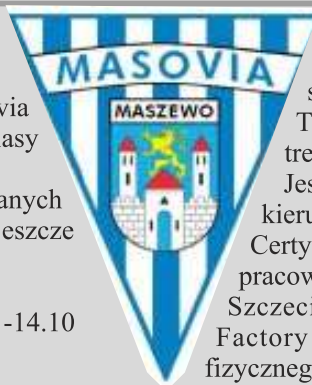 MASOVIA
MASZEWO
via
asy
anych
eszcze
-14.10
s
T
tre
Jes
kieru
Certy
pracow
Szczeci
Factory
fizyczneg